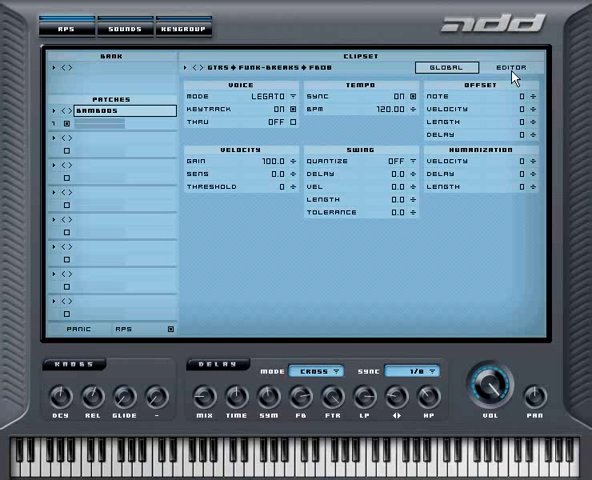 RPS SOUNDS KEYGROUP
add
BANK
CLIPSET
GTRS FUNK-BREAKS FBOB
GLOBAL EDITOR
PATCHES
BAMBOOS
1
VOICE
MODE LEGATO
KEYTRACK ON
THRU OFF
TEMPO
SYNC ON
BPM 120.00
OFFSET
NOTE 0
VELOCITY 0
LENGTH 0
DELAY 0
VELOCITY
GAIN 100.0
SENS 0.0
THRESHOLD 0
SWING
QUANTIZE OFF
DELAY 0.0
VEL 0.0
LENGTH 0.0
TOLERANCE 0.0
HUMANIZATION
VELOCITY 0
DELAY 0
LENGTH 0
PANIC RPS
KNOBS
DCY REL GLIDE -
DELAY
MODE CROSS SYNC 1/8
MIX TIME SYM FB FTR LP HP
VOL PAN